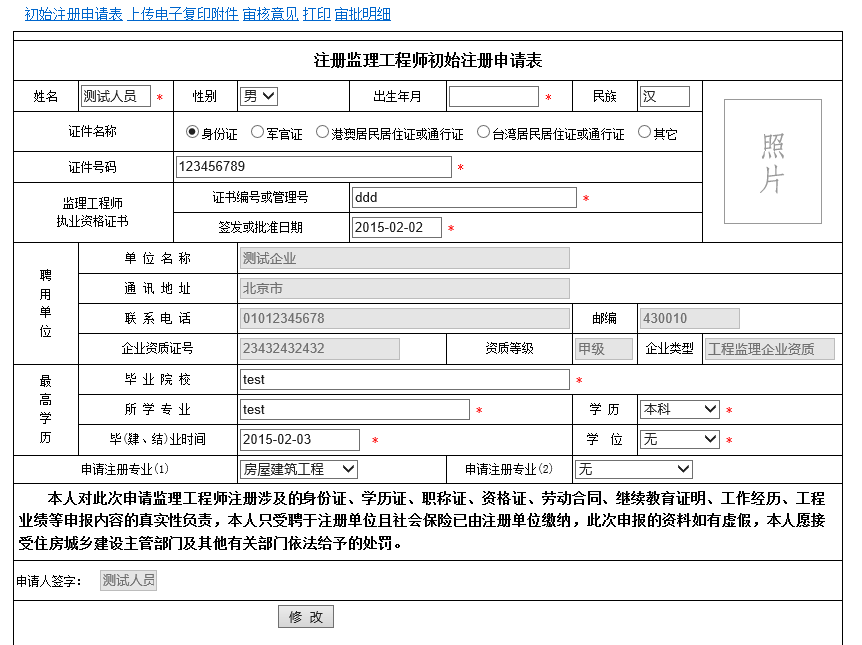 初始注册申请表 上传电子复印附件 审核意见 打印 审批明细
注册监理工程师初始注册申请表
姓名 测试人员 * 性别 男 出生年月 * 民族 汉
证件名称 身份证 军官证 港澳居民居住证或通行证 台湾居民居住证或通行证 其它
照片
证件号码 123456789 *
监理工程师
执业资格证书
证书编号或管理号 ddd *
签发或批准日期 2015-02-02 *
聘用单位
单 位 名 称 测试企业
通 讯 地 址 北京市
联 系 电 话 01012345678 邮编 430010
企业资质证号 23432432432 资质等级 甲级 企业类型 工程监理企业资质
最高学历
毕 业 院 校 test *
所 学 专 业 test * 学 历 本科 *
毕(建、结)业时间 2015-02-03 * 学 位 无 *
申请注册专业(1) 房屋建筑工程 申请注册专业(2) 无
本人对此次申请监理工程师注册涉及的身份证、学历证、职称证、资格证、劳动合同、继续教育证明、工作经历、工程
业绩等申报内容的真实性负责，本人只受聘于注册单位且社会保险已由注册单位缴纳，此次申报的资料如有虚假，本人愿接
受住房城乡建设主管部门及其他有关部门依法给予的处罚。
申请人签字： 测试人员
修 改